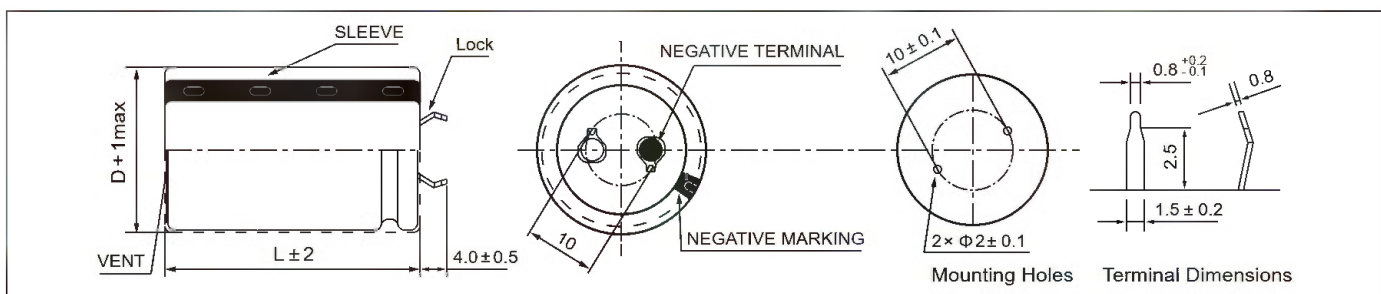 SLEEVE
Lock
D + 1max
VENT
L ± 2
4.0 ± 0.5
NEGATIVE TERMINAL
10
NEGATIVE MARKING
10 ± 0.1
2× Φ2 ± 0.1
Mounting Holes
0.8 +0.2 -0.1
0.8
2.5
1.5 ± 0.2
Terminal Dimensions